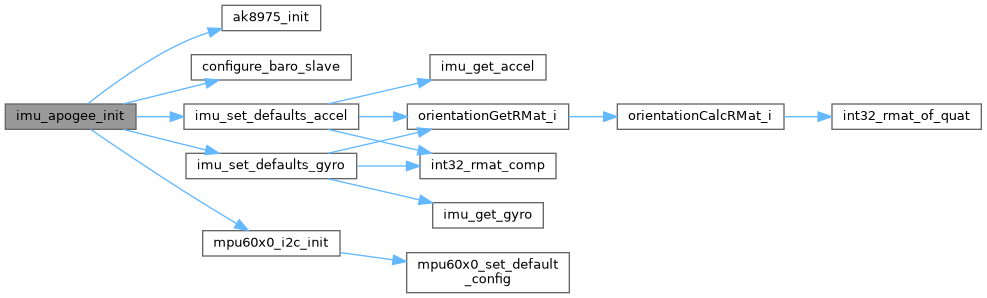 ak8975_init
configure_baro_slave
imu_get_accel
imu_apogee_init
imu_set_defaults_accel
orientationGetRMat_i
orientationCalcRMat_i
int32_rmat_of_quat
imu_set_defaults_gyro
int32_rmat_comp
imu_get_gyro
mpu60x0_i2c_init
mpu60x0_set_default
_config